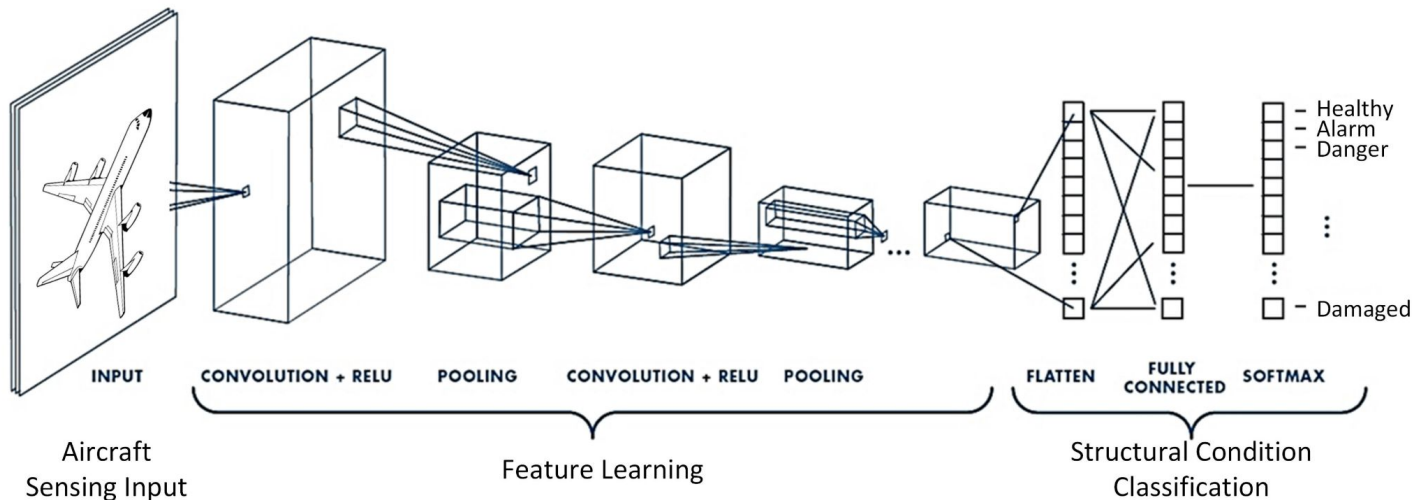 Healthy
Alarm
Danger
...
...
...
...
...
Damaged
INPUT
CONVOLUTION + RELU
POOLING
CONVOLUTION + RELU
POOLING
FLATTEN
FULLY
CONNECTED
SOFTMAX
Aircraft
Sensing Input
Feature Learning
Structural Condition
Classification